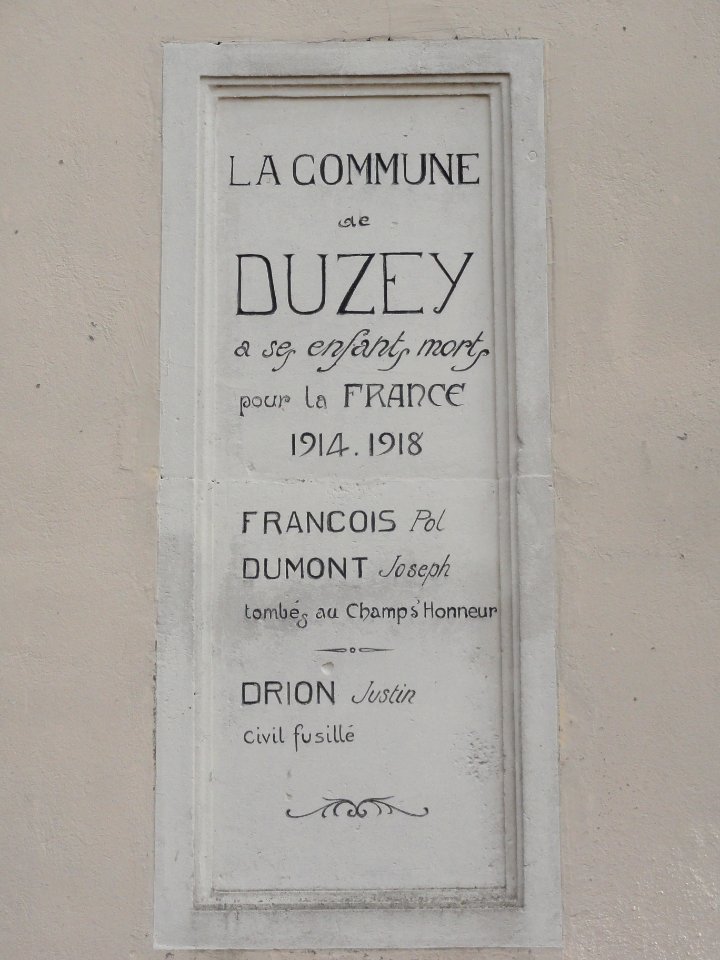 LA COMMUNE
de
DUZEY
a ses enfants morts
pour la FRANCE
1914.1918
FRANCOIS Pol
DUMONT Joseph
tombés au Champs'Honneur
DRION Justin
civil fusillé